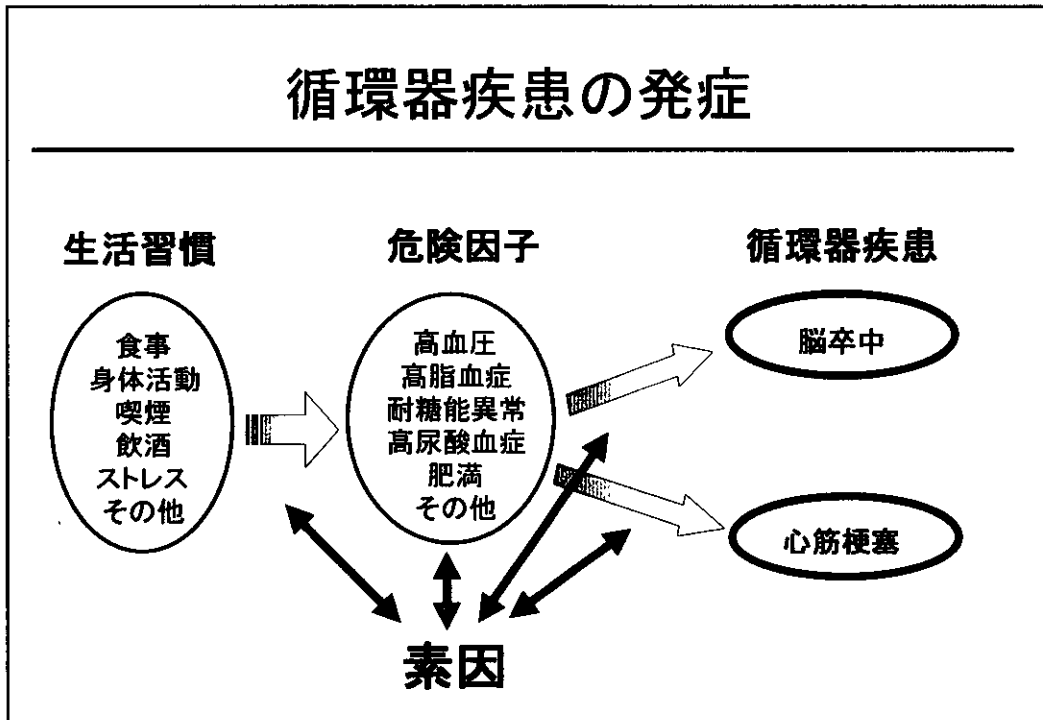 循環器疾患の発症
生活習慣
食事
身体活動
喫煙
飲酒
ストレス
その他
危険因子
高血圧
高脂血症
耐糖能異常
高尿酸血症
肥満
その他
循環器疾患
脳卒中
心筋梗塞
素因